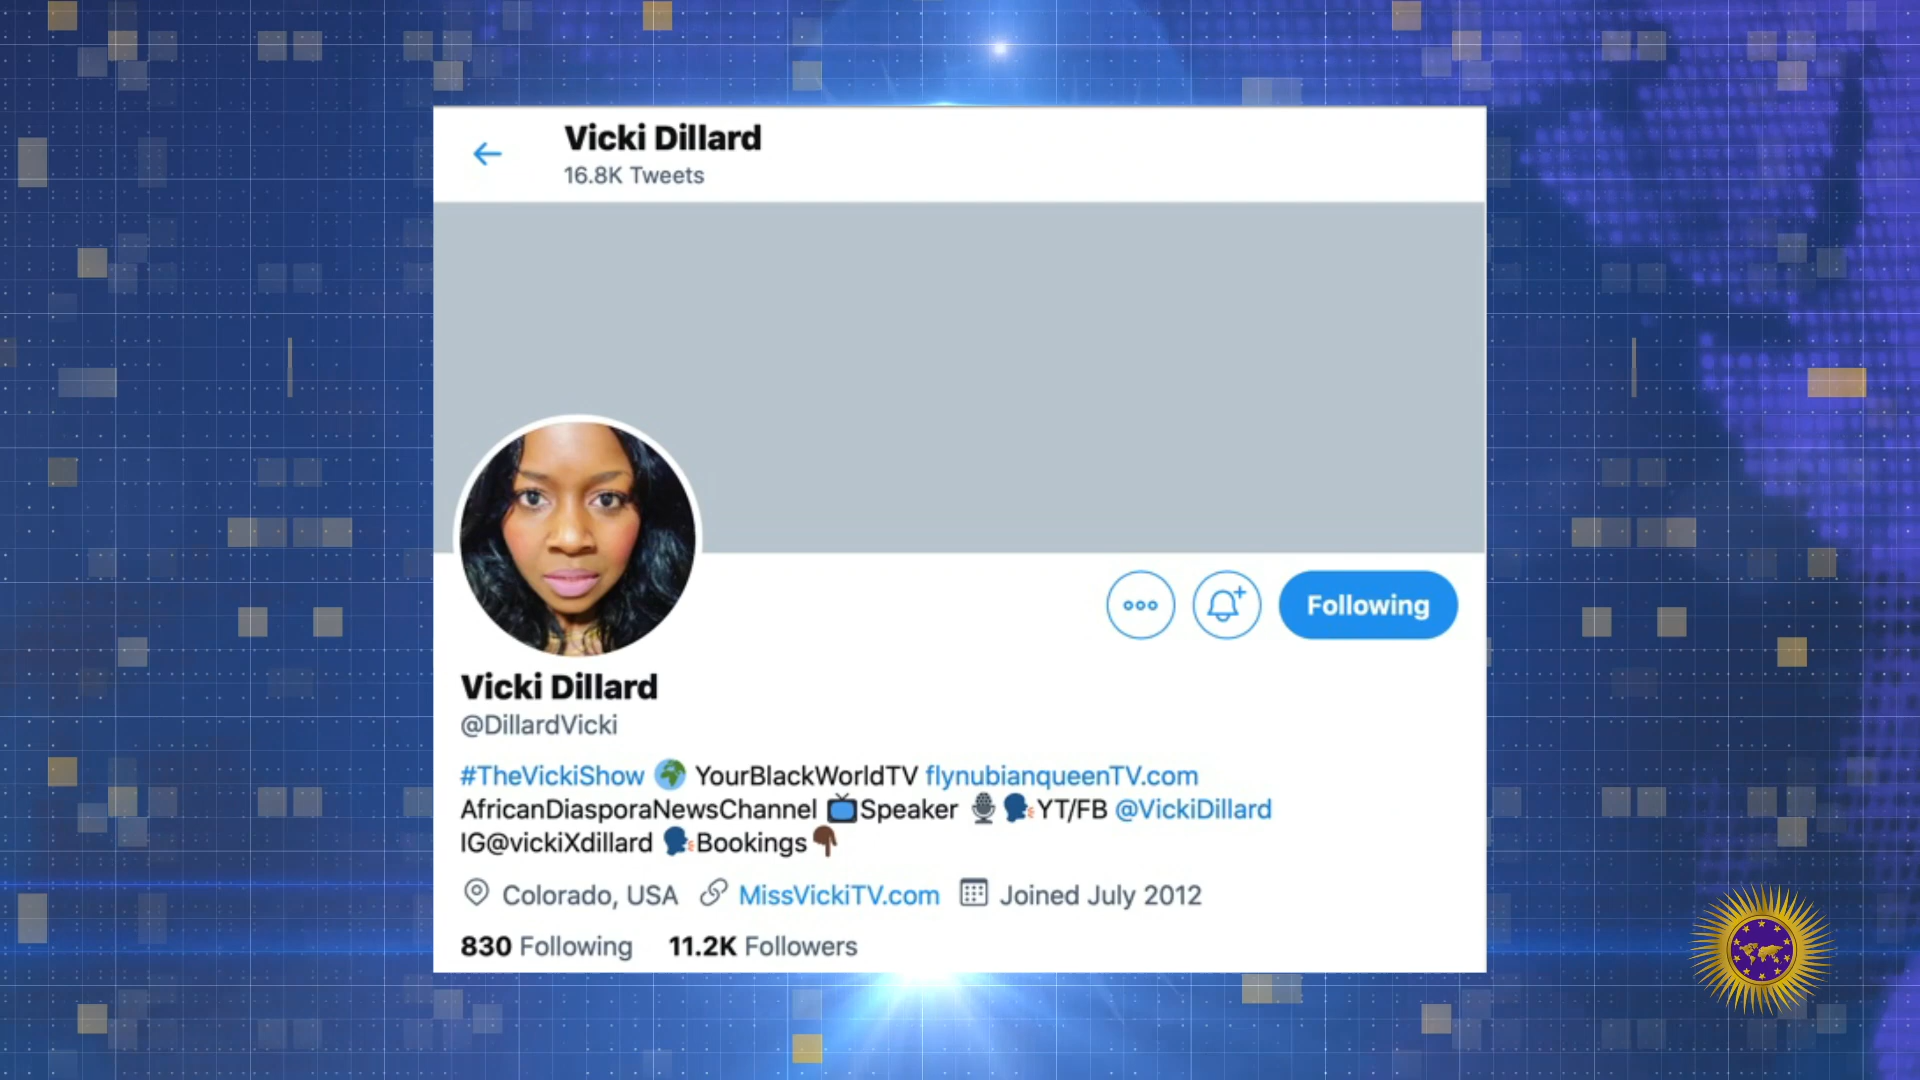 Vicki Dillard
16.8K Tweets
Following
Vicki Dillard
@DillardVicki
#TheVickiShow 🌍 YourBlackWorldTV flynubianqueenTV.com
AfricanDiasporaNewsChannel 📺Speaker 🎙🗣YT/FB @VickiDillard
IG@vickiXdillard 🗣Bookings👇🏿
Colorado, USA MissVickiTV.com Joined July 2012
830 Following 11.2K Followers